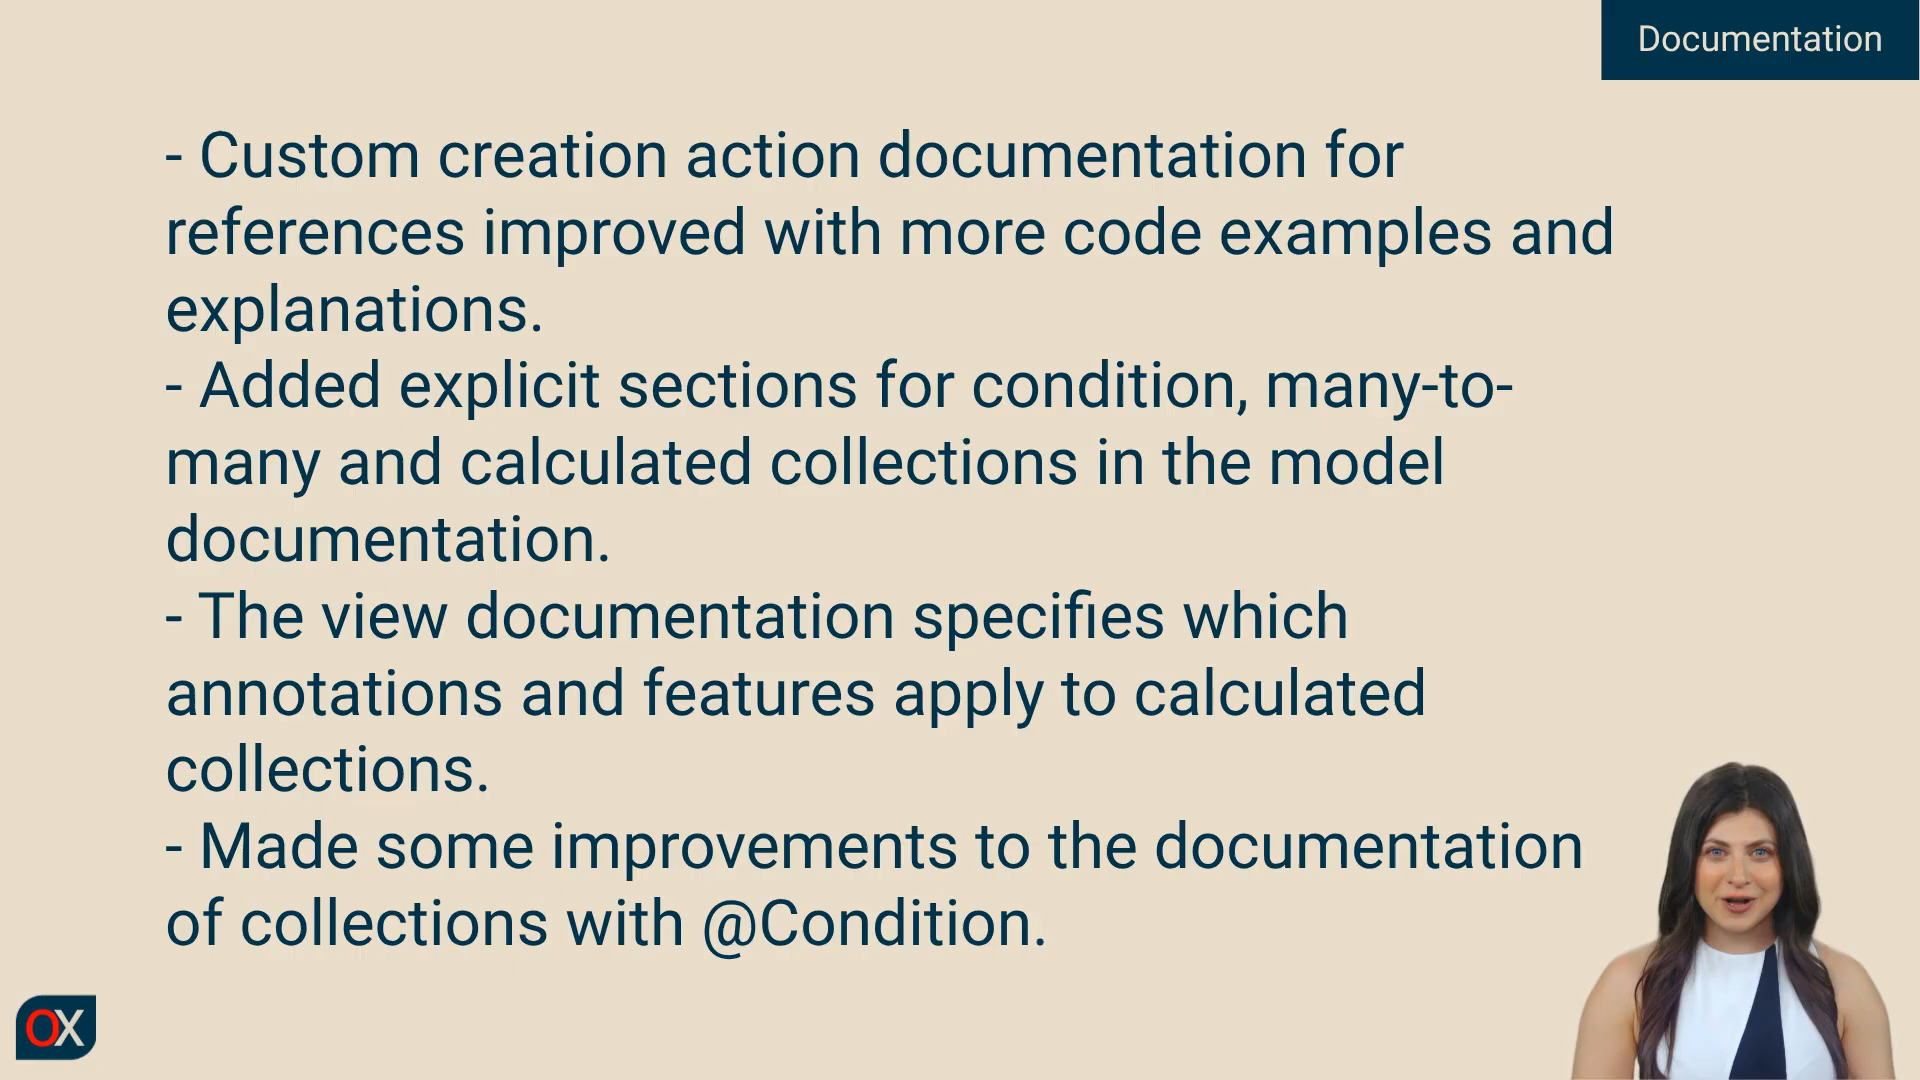 Documentation
- Custom creation action documentation for
references improved with more code examples and
explanations.
- Added explicit sections for condition, many-to-
many and calculated collections in the model
documentation.
- The view documentation specifies which
annotations and features apply to calculated
collections.
- Made some improvements to the documentation
of collections with @Condition.
OX